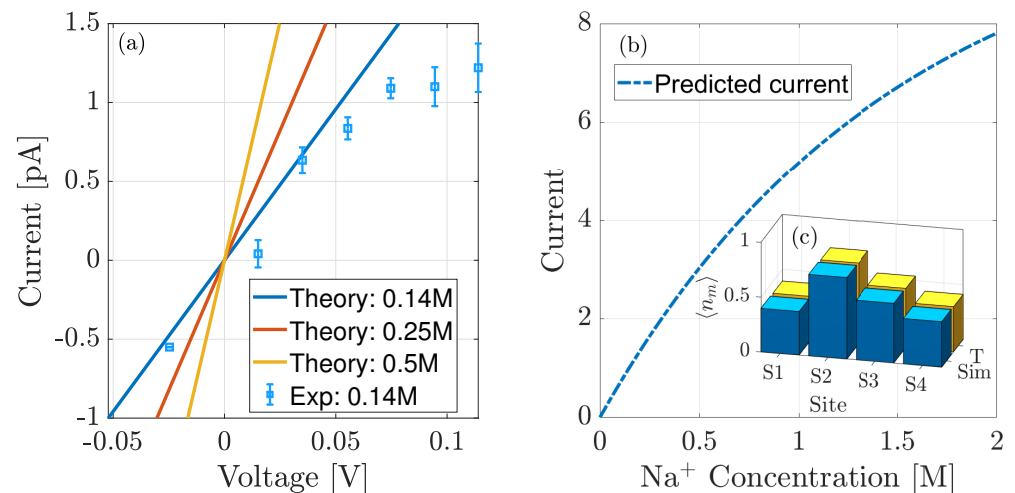 (a)
1.5
1
0.5
0
-0.5
-1
Current [pA]
-0.05
0
0.05
0.1
Voltage [V]
Theory: 0.14M
Theory: 0.25M
Theory: 0.5M
Exp: 0.14M
(b)
8
6
4
2
0
Current
Predicted current
0
0.5
1
1.5
2
Na⁺ Concentration [M]
(c)
1
0.5
0
⟨nₘ⟩
S1
S2
S3
S4
Site
T
Sim